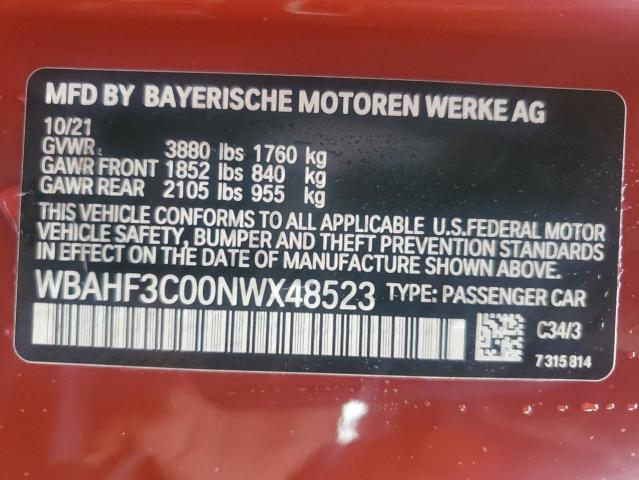 MFD BY BAYERISCHE MOTOREN WERKE AG
10/21
GVWR 3880 lbs 1760 kg
GAWR FRONT 1852 lbs 840 kg
GAWR REAR 2105 lbs 955 kg
THIS VEHICLE CONFORMS TO ALL APPLICABLE U.S.FEDERAL MOTOR
VEHICLE SAFETY, BUMPER AND THEFT PREVENTION STANDARDS
IN EFFECT ON THE DATE OF MANUFACTURE SHOWN ABOVE.
WBAHF3C00NWX48523 TYPE: PASSENGER CAR
C34/3
7 315 814